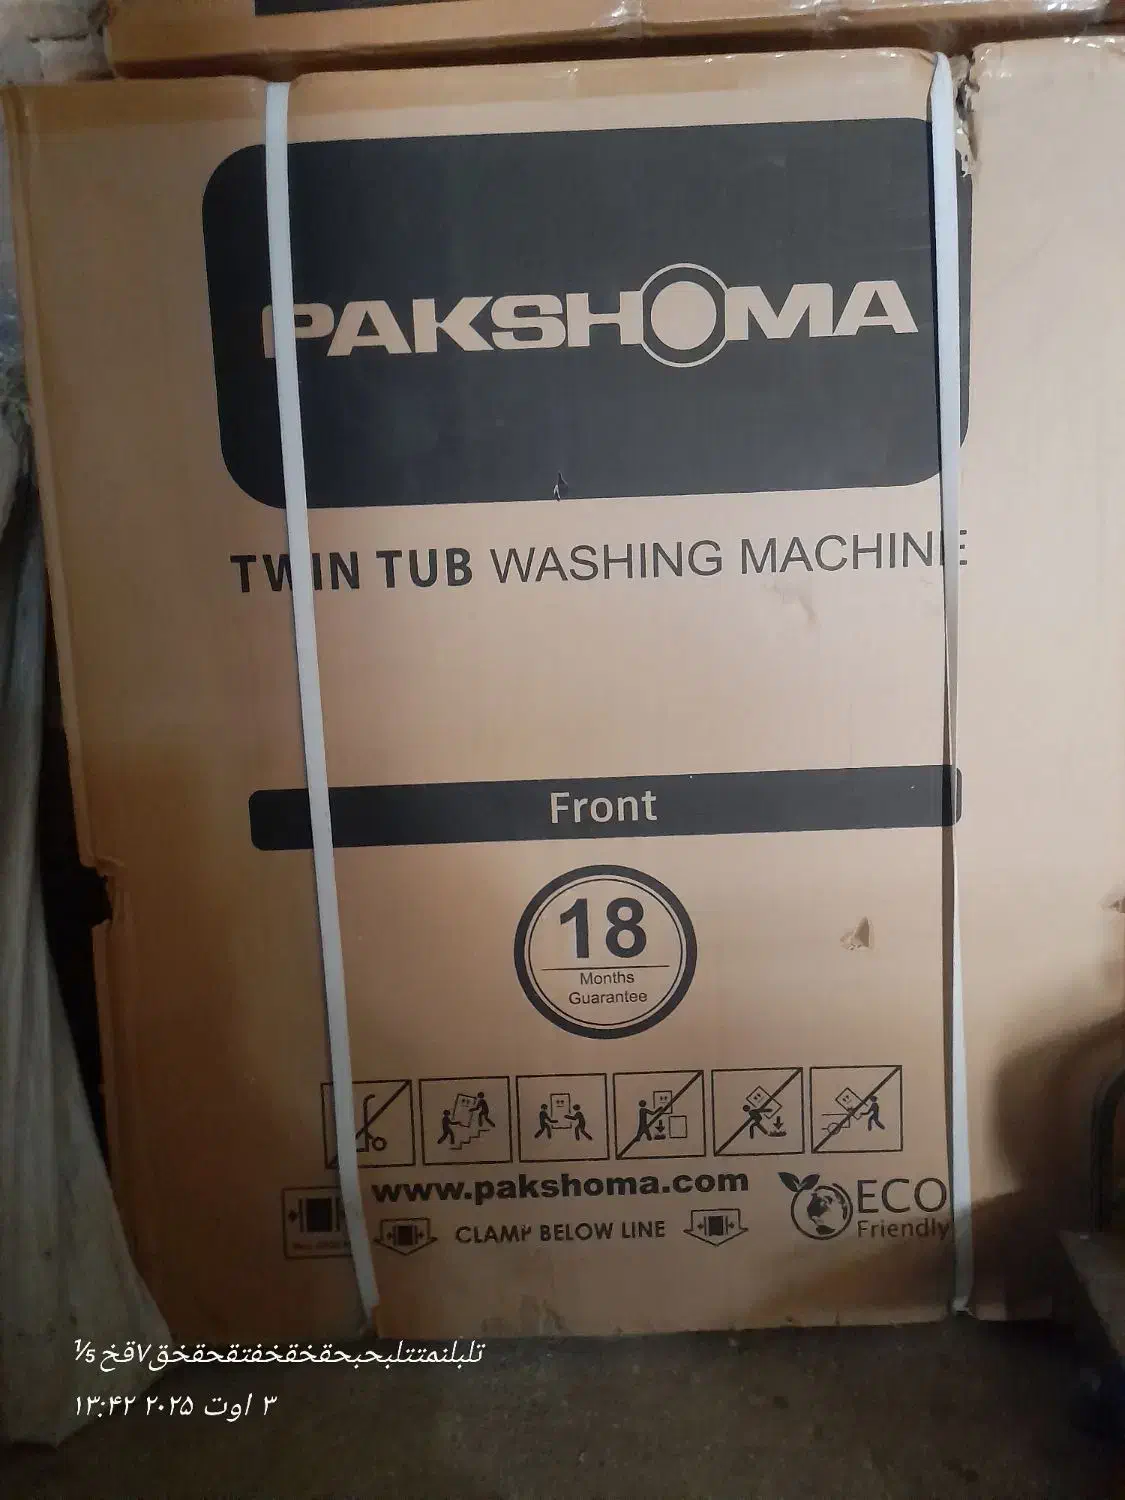 PAKSHOMA
TWIN TUB WASHING MACHINE
Front
18
Months
Guarantee
www.pakshoma.com
CLAMP BELOW LINE
ECO
Friendly
تلبلنمتتلبحبحقخقخفتقحقخق۷قخ ⅕
۳ اوت ۲۰۲۵ ۱۳:۴۲